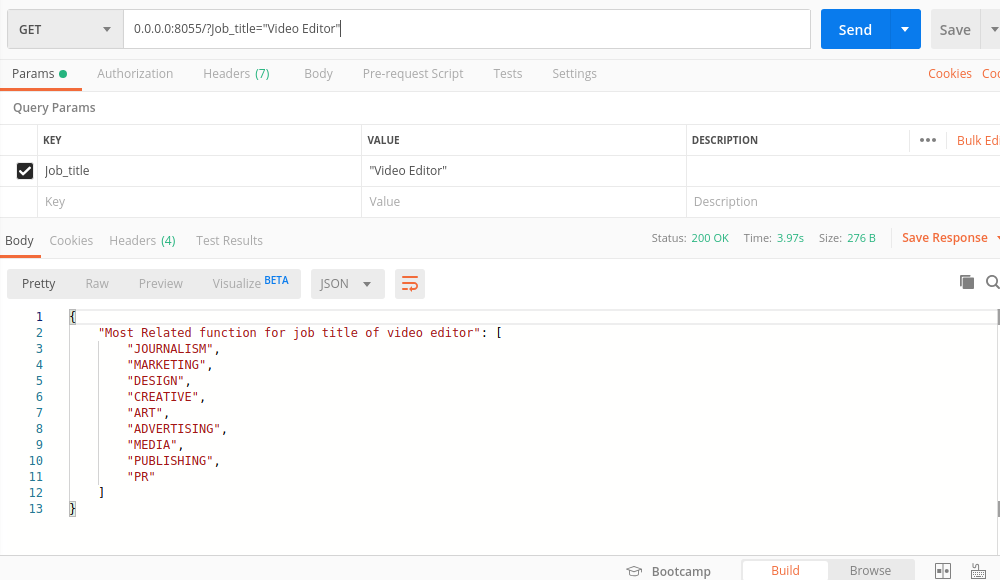 GET 0.0.0.0:8055/?Job_title="Video Editor" Send Save
Params Authorization Headers (7) Body Pre-request Script Tests Settings Cookies Coo
Query Params
KEY VALUE DESCRIPTION ••• Bulk Edi
Job_title "Video Editor"
Key Value Description
Body Cookies Headers (4) Test Results Status: 200 OK Time: 3.97s Size: 276 B Save Response
Pretty Raw Preview Visualize BETA JSON
1 {
2 "Most Related function for job title of video editor": [
3 "JOURNALISM",
4 "MARKETING",
5 "DESIGN",
6 "CREATIVE",
7 "ART",
8 "ADVERTISING",
9 "MEDIA",
10 "PUBLISHING",
11 "PR"
12 ]
13 }
Bootcamp Build Browse